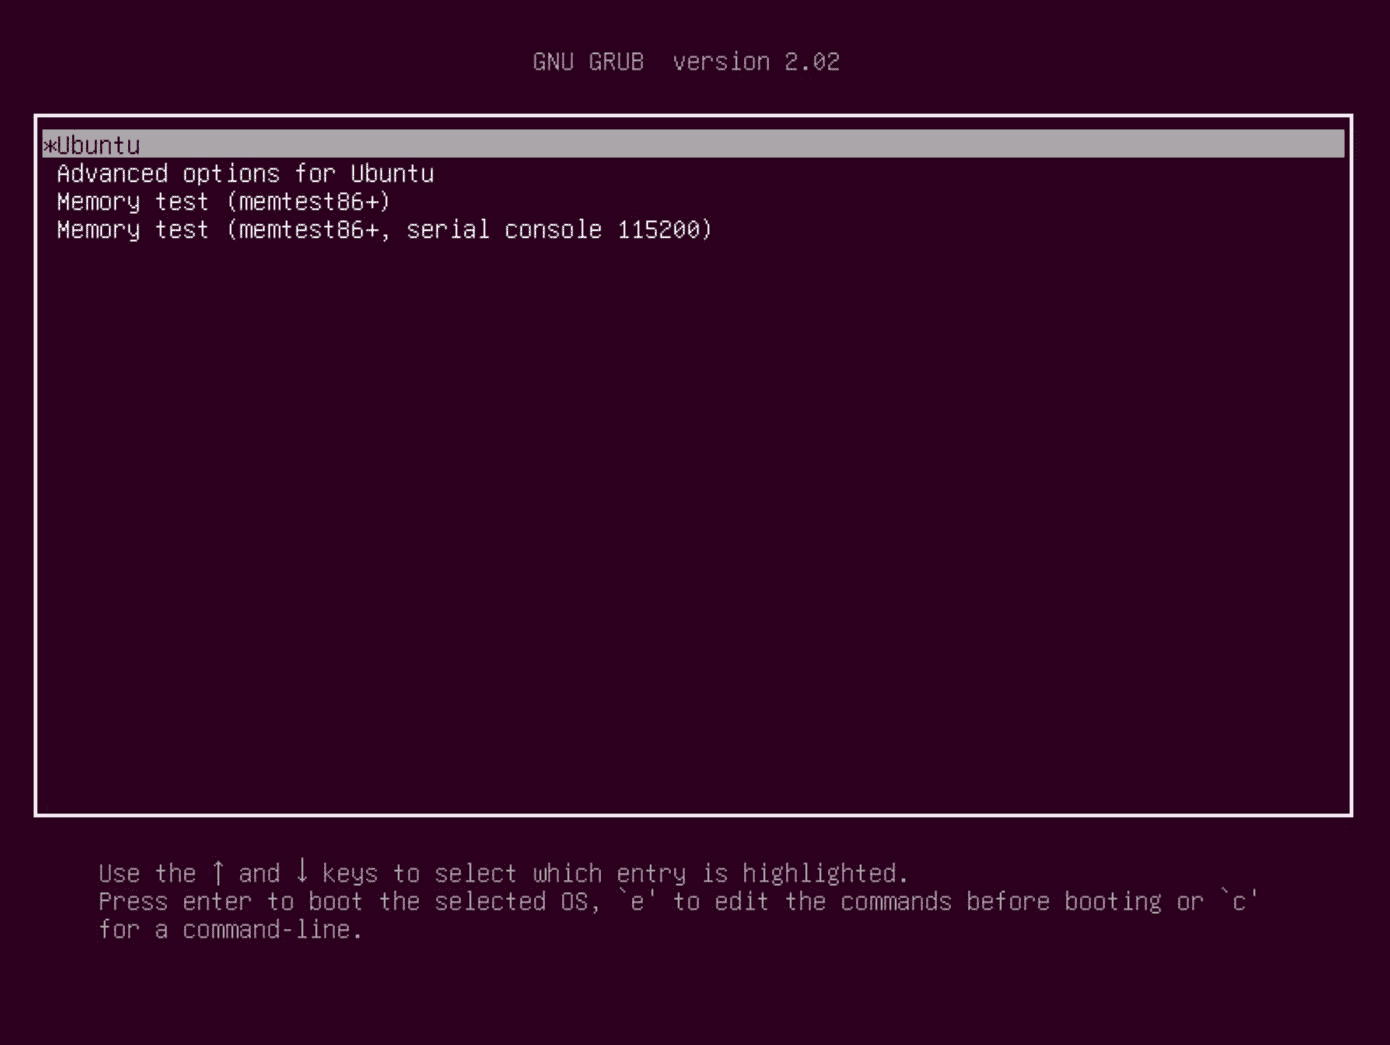 GNU GRUB  version 2.02
*Ubuntu
Advanced options for Ubuntu
Memory test (memtest86+)
Memory test (memtest86+, serial console 115200)
Use the ↑ and ↓ keys to select which entry is highlighted.
Press enter to boot the selected OS, `e' to edit the commands before booting or `c'
for a command-line.